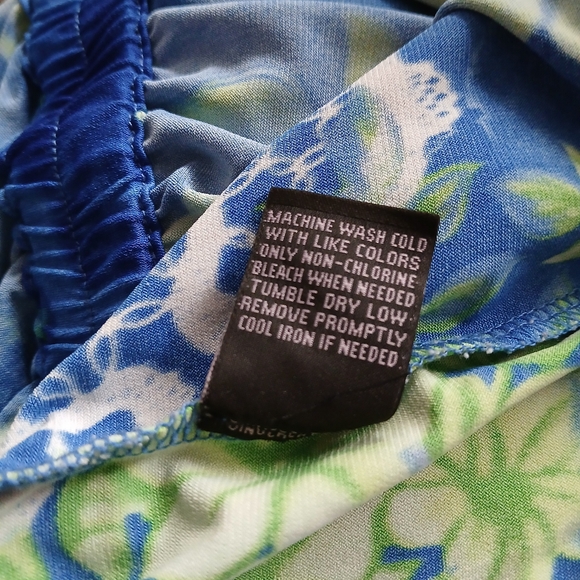 MACHINE WASH COLD
WITH LIKE COLORS
ONLY NON-CHLORINE
BLEACH WHEN NEEDED
TUMBLE DRY LOW
REMOVE PROMPTLY
COOL IRON IF NEEDED